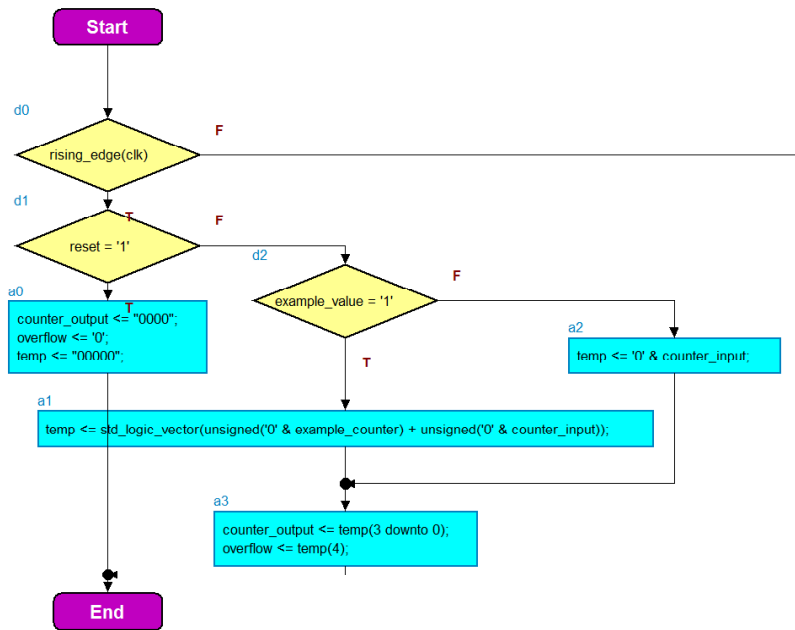 Start
d0
F
rising_edge(clk)
d1
T
F
reset = '1'
d2
F
example_value = '1'
a0
T
counter_output <= "0000";
overflow <= '0';
temp <= "00000";
a2
temp <= '0' & counter_input;
T
a1
temp <= std_logic_vector(unsigned('0' & example_counter) + unsigned('0' & counter_input));
a3
counter_output <= temp(3 downto 0);
overflow <= temp(4);
End